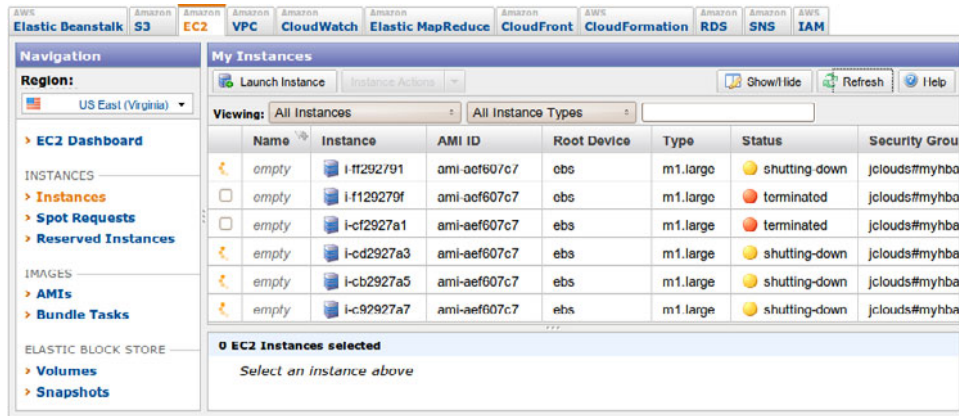 AWS Amazon Amazon Amazon Amazon Amazon Amazon AWS Amazon Amazon AWS
Elastic Beanstalk S3 EC2 VPC CloudWatch Elastic MapReduce CloudFront CloudFormation RDS SNS IAM
Navigation
Region:
US East (Virginia)
EC2 Dashboard
INSTANCES
Instances
Spot Requests
Reserved Instances
IMAGES
AMIs
Bundle Tasks
ELASTIC BLOCK STORE
Volumes
Snapshots
My Instances
Launch Instance Instance Actions Show/Hide Refresh Help
Viewing: All Instances All Instance Types
Name Instance AMI ID Root Device Type Status Security Grou
empty i-ff292791 ami-aef607c7 ebs m1.large shutting-down jclouds#myhba
empty i-f129279f ami-aef607c7 ebs m1.large terminated jclouds#myhba
empty i-cf2927a1 ami-aef607c7 ebs m1.large terminated jclouds#myhba
empty i-cd2927a3 ami-aef607c7 ebs m1.large shutting-down jclouds#myhba
empty i-cb2927a5 ami-aef607c7 ebs m1.large shutting-down jclouds#myhba
empty i-c92927a7 ami-aef607c7 ebs m1.large shutting-down jclouds#myhba
0 EC2 Instances selected
Select an instance above